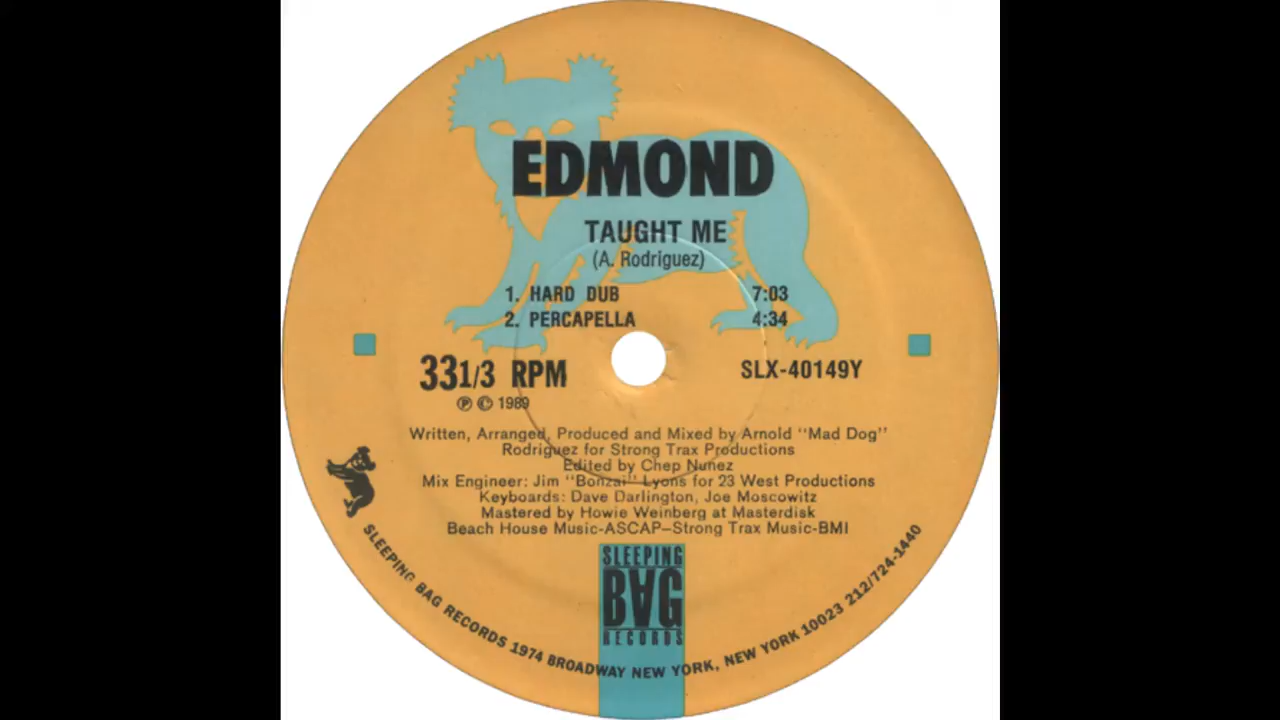 EDMOND
TAUGHT ME
(A. Rodriguez)
1. HARD DUB 7:03
2. PERCAPELLA 4:34
33 1/3 RPM
SLX-40149Y
Ⓟ © 1989
Written, Arranged, Produced and Mixed by Arnold "Mad Dog"
Rodriguez for Strong Trax Productions
Edited by Chep Nunez
Mix Engineer: Jim "Bonzai" Lyons for 23 West Productions
Keyboards: Dave Darlington, Joe Moscowitz
Mastered by Howie Weinberg at Masterdisk
Beach House Music-ASCAP–Strong Trax Music-BMI
SLEEPING
BAG
RECORDS
SLEEPING BAG RECORDS 1974 BROADWAY NEW YORK, NEW YORK 10023 212/724-1440